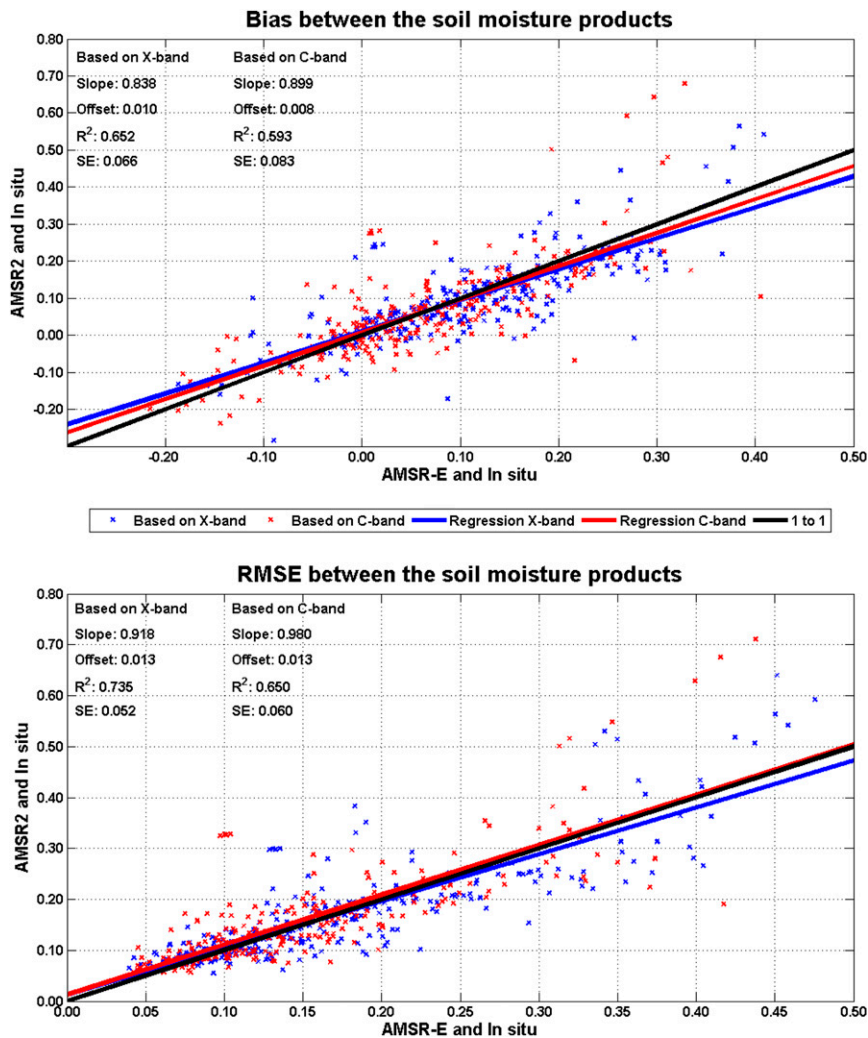 Bias between the soil moisture products
0.80
0.70
0.60
0.50
0.40
0.30
0.20
0.10
0.00
-0.10
-0.20
AMSR2 and In situ
Based on X-band Based on C-band
Slope: 0.838 Slope: 0.899
Offset: 0.010 Offset: 0.008
R²: 0.652 R²: 0.593
SE: 0.066 SE: 0.083
-0.20 -0.10 0.00 0.10 0.20 0.30 0.40 0.50
AMSR-E and In situ
Based on X-band Based on C-band Regression X-band Regression C-band 1 to 1
RMSE between the soil moisture products
0.80
0.70
0.60
0.50
0.40
0.30
0.20
0.10
0.00
AMSR2 and In situ
Based on X-band Based on C-band
Slope: 0.918 Slope: 0.980
Offset: 0.013 Offset: 0.013
R²: 0.735 R²: 0.650
SE: 0.052 SE: 0.060
0.00 0.05 0.10 0.15 0.20 0.25 0.30 0.35 0.40 0.45 0.50
AMSR-E and In situ